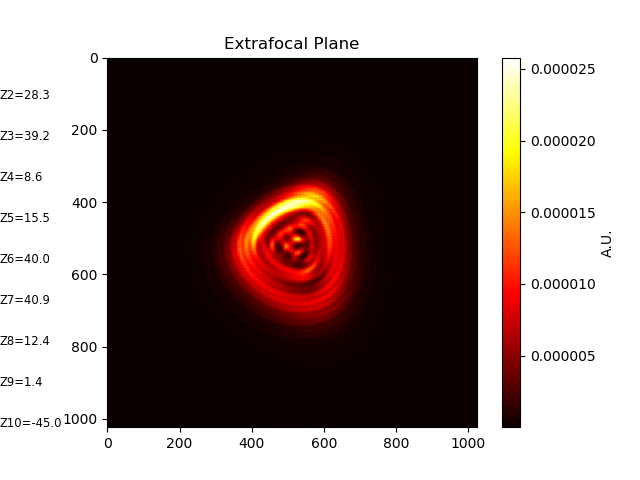 Extrafocal Plane
Z2=28.3
Z3=39.2
Z4=8.6
Z5=15.5
Z6=40.0
Z7=40.9
Z8=12.4
Z9=1.4
Z10=-45.0
0
200
400
600
800
1000
0 200 400 600 800 1000
0.000025
0.000020
0.000015
0.000010
0.000005
A.U.